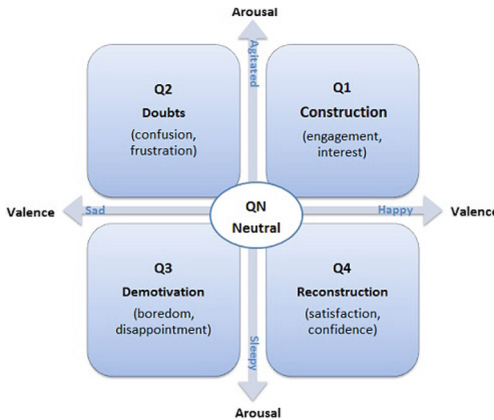 Arousal
Agitated
Q2
Doubts
(confusion,
frustration)
Q1
Construction
(engagement,
interest)
Valence
Sad
QN
Neutral
Happy
Valence
Q3
Demotivation
(boredom,
disappointment)
Q4
Reconstruction
(satisfaction,
confidence)
Sleepy
Arousal